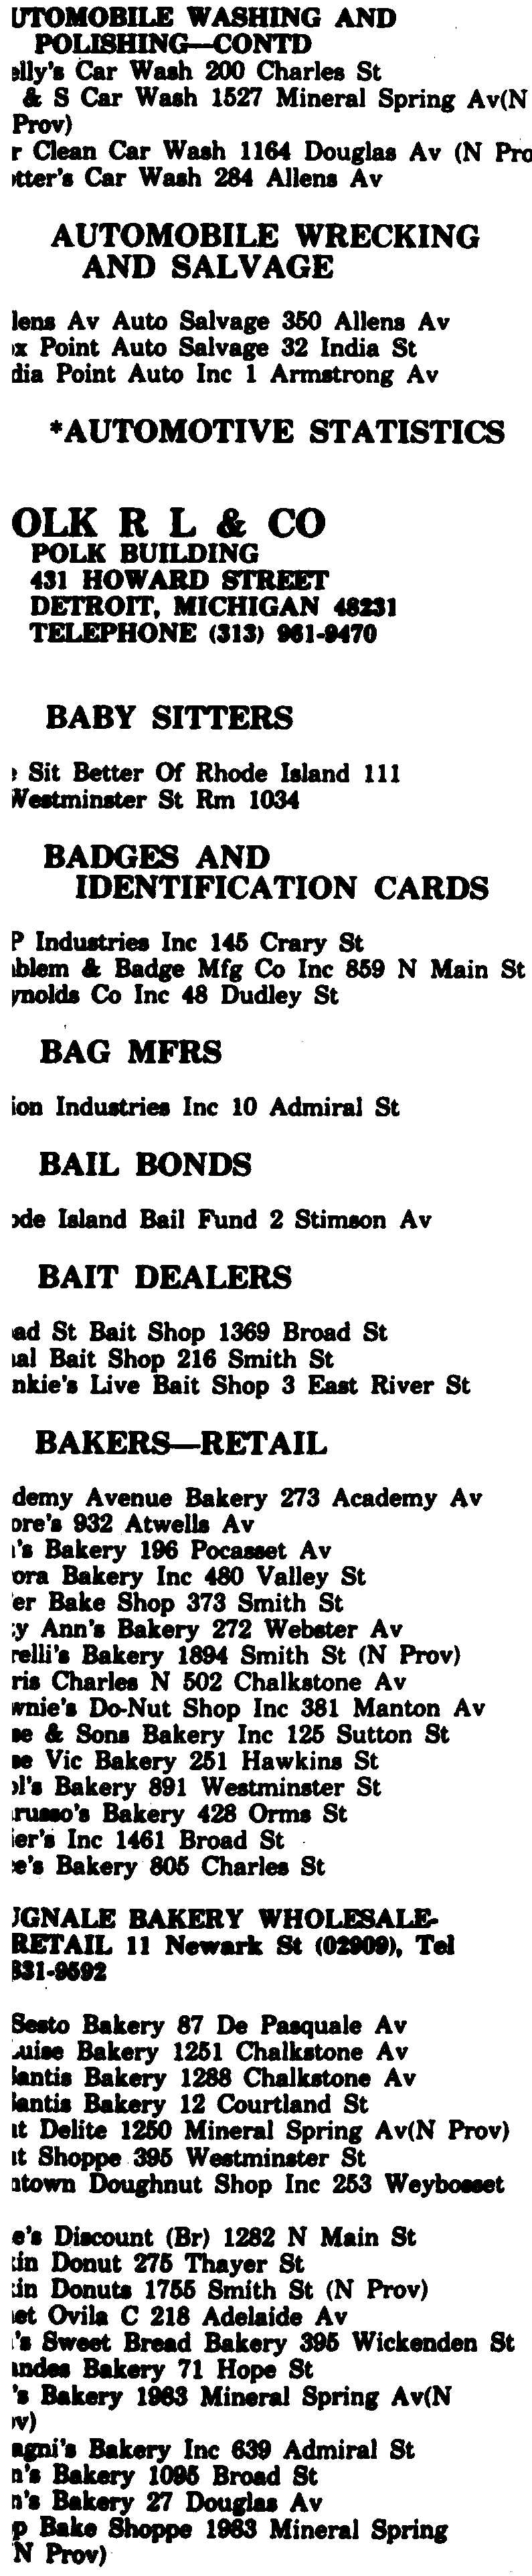 UTOMOBILE WASHING AND
POLISHING—CONTD
elly's Car Wash 200 Charles St
& S Car Wash 1527 Mineral Spring Av(N
Prov)
r Clean Car Wash 1164 Douglas Av (N Pro
tter's Car Wash 284 Allens Av
AUTOMOBILE WRECKING
AND SALVAGE
lens Av Auto Salvage 350 Allens Av
x Point Auto Salvage 32 India St
dia Point Auto Inc 1 Armstrong Av
*AUTOMOTIVE STATISTICS
OLK R L & CO
POLK BUILDING
431 HOWARD STREET
DETROIT, MICHIGAN 48231
TELEPHONE (313) 961-9470
BABY SITTERS
Sit Better Of Rhode Island 111
Westminster St Rm 1034
BADGES AND
IDENTIFICATION CARDS
P Industries Inc 145 Crary St
blem & Badge Mfg Co Inc 859 N Main St
ynolds Co Inc 48 Dudley St
BAG MFRS
ion Industries Inc 10 Admiral St
BAIL BONDS
ode Island Bail Fund 2 Stimson Av
BAIT DEALERS
ad St Bait Shop 1369 Broad St
al Bait Shop 216 Smith St
nkie's Live Bait Shop 3 East River St
BAKERS—RETAIL
demy Avenue Bakery 273 Academy Av
ore's 932 Atwells Av
's Bakery 196 Pocasset Av
ora Bakery Inc 480 Valley St
er Bake Shop 373 Smith St
y Ann's Bakery 272 Webster Av
relli's Bakery 1894 Smith St (N Prov)
ris Charles N 502 Chalkstone Av
wnie's Do-Nut Shop Inc 381 Manton Av
se & Sons Bakery Inc 125 Sutton St
se Vic Bakery 251 Hawkins St
ol's Bakery 891 Westminster St
russo's Bakery 428 Orms St
ier's Inc 1461 Broad St
e's Bakery 805 Charles St
UGNALE BAKERY WHOLESALE-
RETAIL 11 Newark St (02909), Tel
831-9592
Sesto Bakery 87 De Pasquale Av
uise Bakery 1251 Chalkstone Av
lantis Bakery 1288 Chalkstone Av
lantis Bakery 12 Courtland St
ut Delite 1250 Mineral Spring Av(N Prov)
ut Shoppe 395 Westminster St
ntown Doughnut Shop Inc 253 Weybosset
e's Discount (Br) 1282 N Main St
kin Donut 275 Thayer St
kin Donuts 1755 Smith St (N Prov)
et Ovila C 218 Adelaide Av
's Sweet Bread Bakery 395 Wickenden St
andes Bakery 71 Hope St
's Bakery 1963 Mineral Spring Av(N
ov)
agni's Bakery Inc 639 Admiral St
n's Bakery 1095 Broad St
n's Bakery 27 Douglas Av
p Bake Shoppe 1963 Mineral Spring
N Prov)